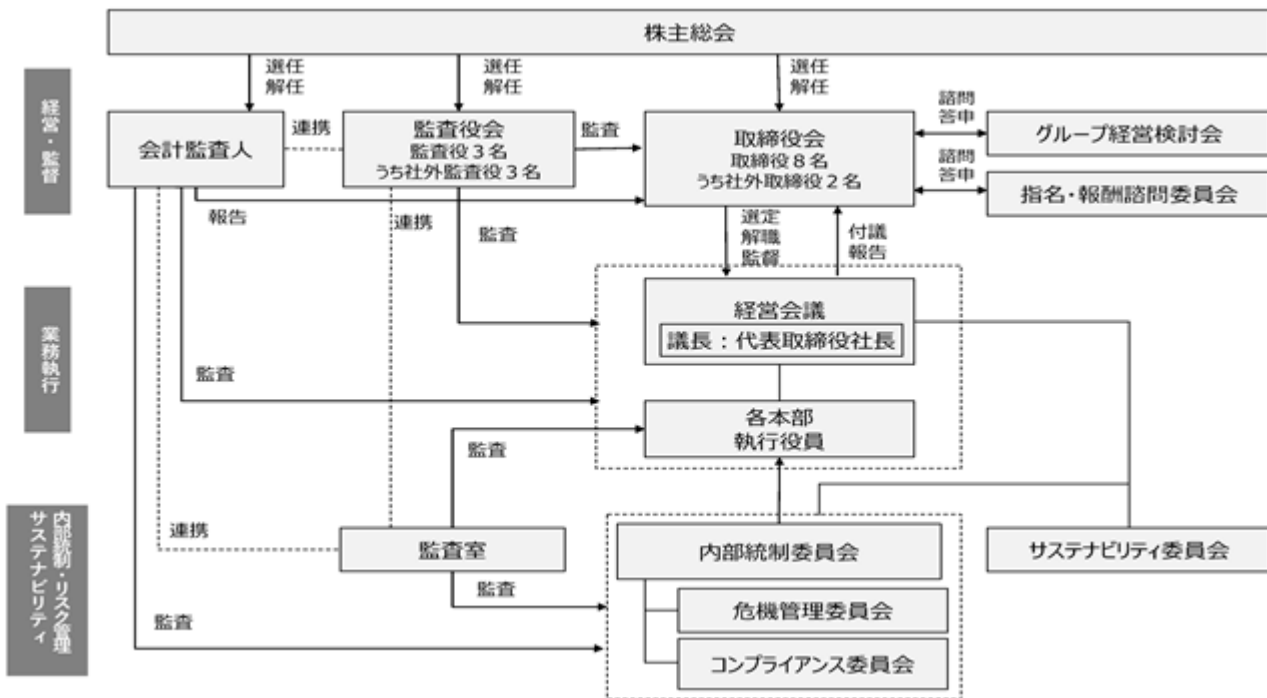 株主総会
選任
解任
選任
解任
選任
解任
経営・監督
会計監査人
連携
監査役会
監査役3名
うち社外監査役3名
監査
取締役会
取締役8名
うち社外取締役2名
諮問
答申
グループ経営検討会
諮問
答申
指名・報酬諮問委員会
報告
連携
監査
選定
解職
監督
付議
報告
業務執行
経営会議
議長：代表取締役社長
監査
各本部
執行役員
監査
内部統制・リスク管理
サステナビリティ
連携
監査室
内部統制委員会
サステナビリティ委員会
監査
危機管理委員会
監査
コンプライアンス委員会